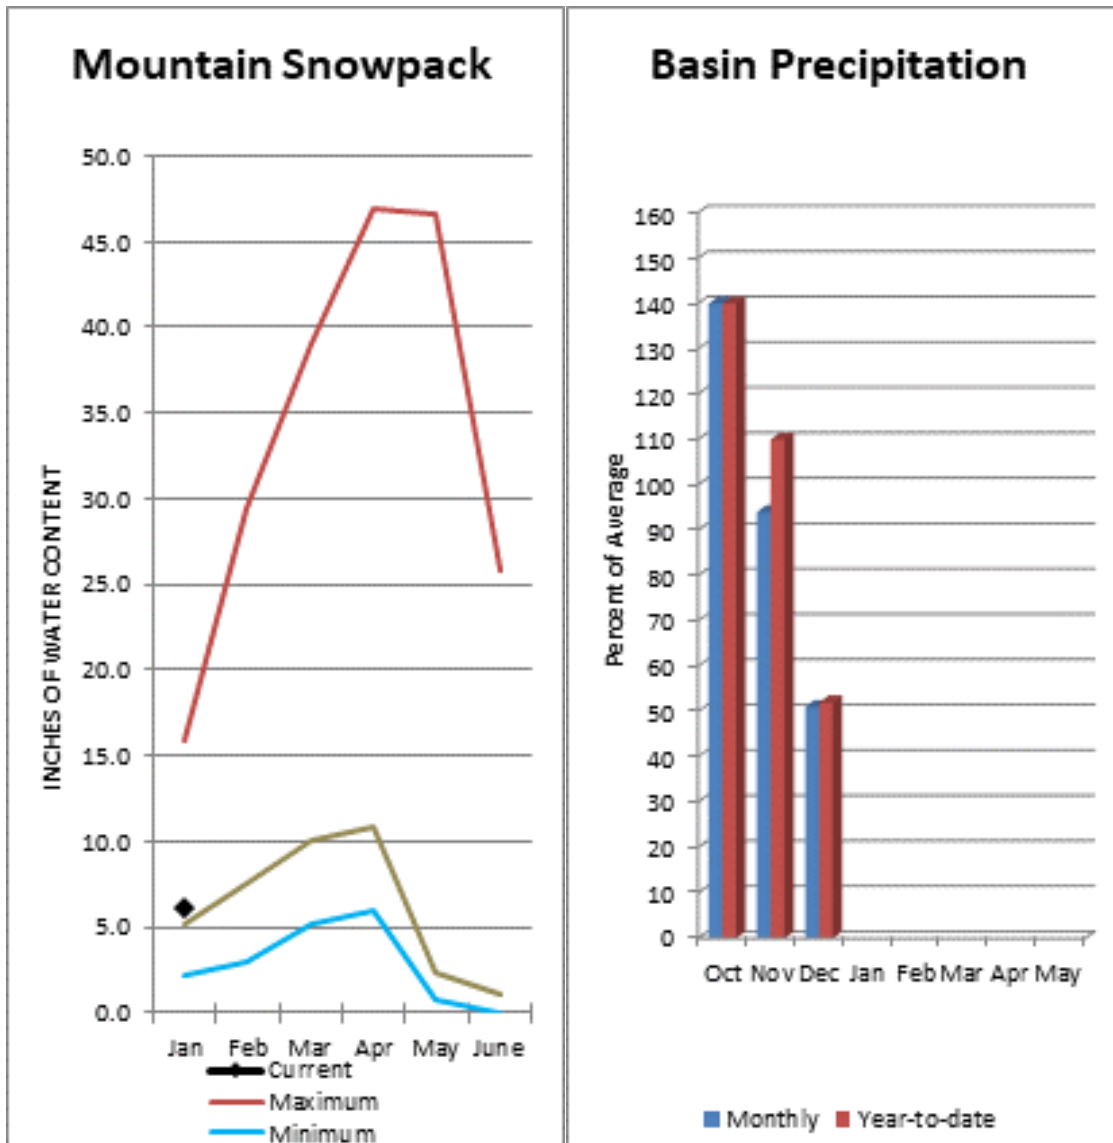 Mountain Snowpack
50.0
45.0
40.0
35.0
30.0
25.0
20.0
15.0
10.0
5.0
0.0
INCHES OF WATER CONTENT
Jan Feb Mar Apr May June
Current
Maximum
Minimum
Basin Precipitation
160
150
140
130
120
110
100
90
80
70
60
50
40
30
20
10
0
Percent of Average
Oct Nov Dec Jan Feb Mar Apr May
Monthly Year-to-date